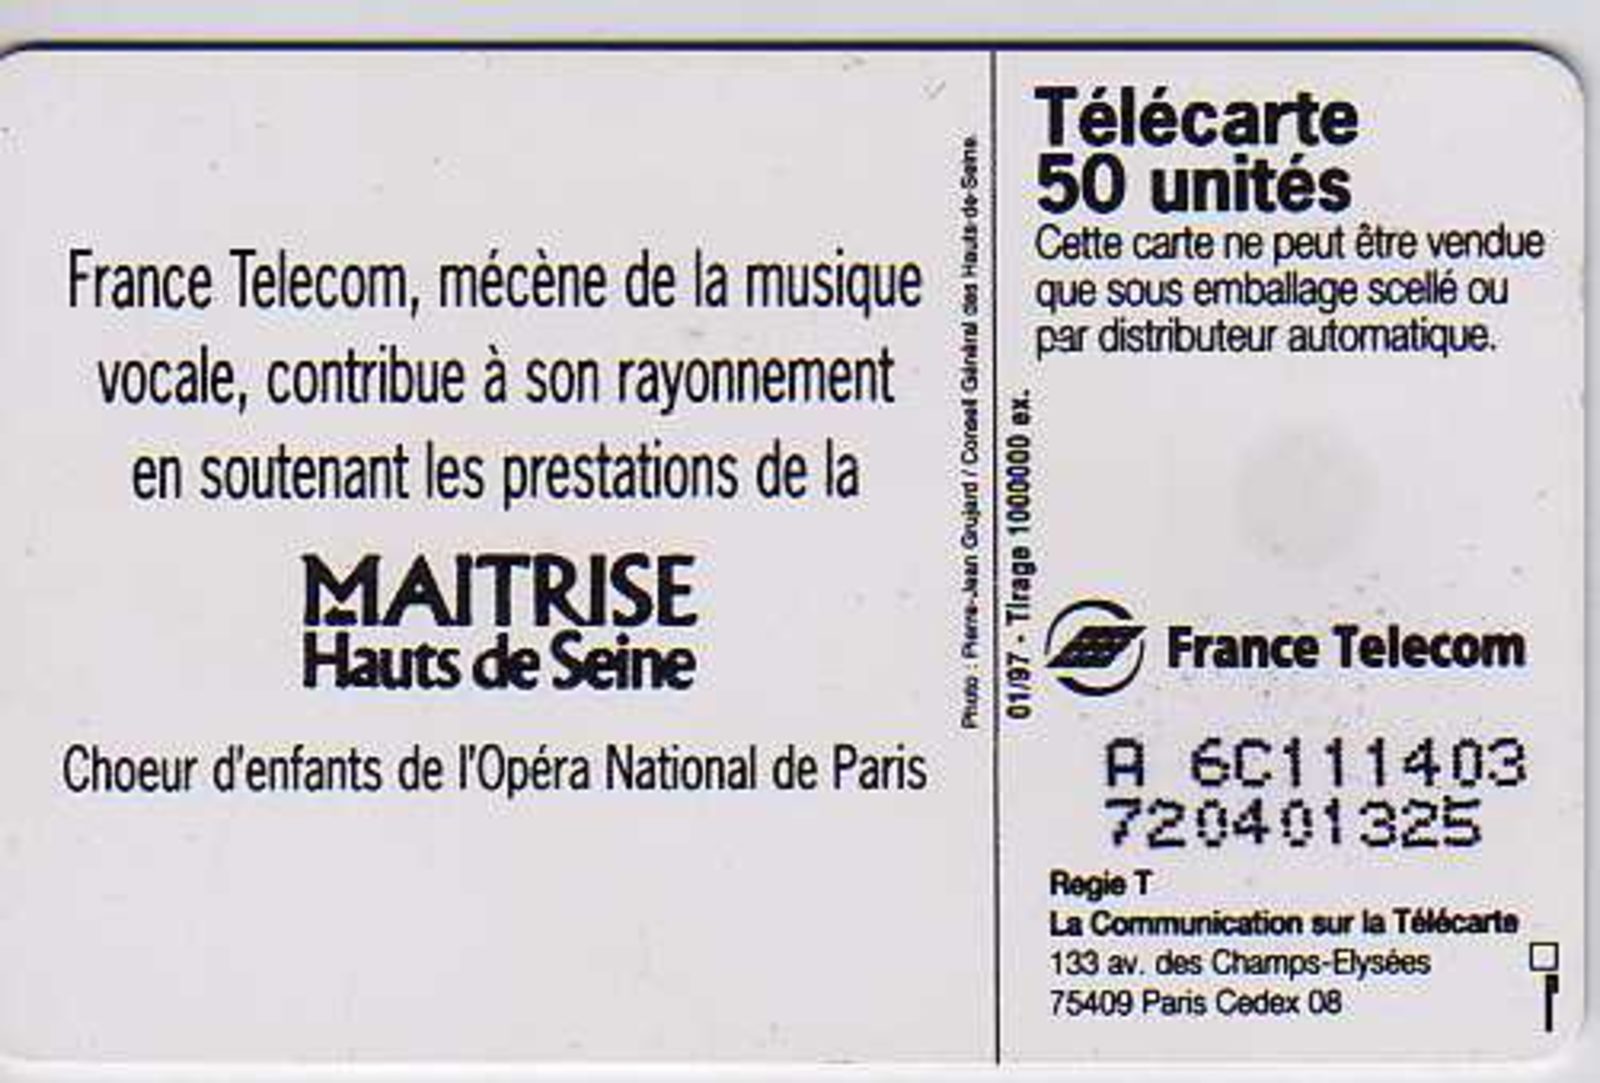 France Telecom, mécène de la musique
vocale, contribue à son rayonnement
en soutenant les prestations de la
MAITRISE
Hauts de Seine
Choeur d'enfants de l'Opéra National de Paris
Photo : Pierre-Jean Grujard / Conseil Général des Hauts-de-Seine.
01/97 - Tirage 1000000 ex.
Télécarte
50 unités
Cette carte ne peut être vendue
que sous emballage scellé ou
par distributeur automatique.
France Telecom
A 6C111403
720401325
Regie T
La Communication sur la Télécarte
133 av. des Champs-Elysées
75409 Paris Cedex 08